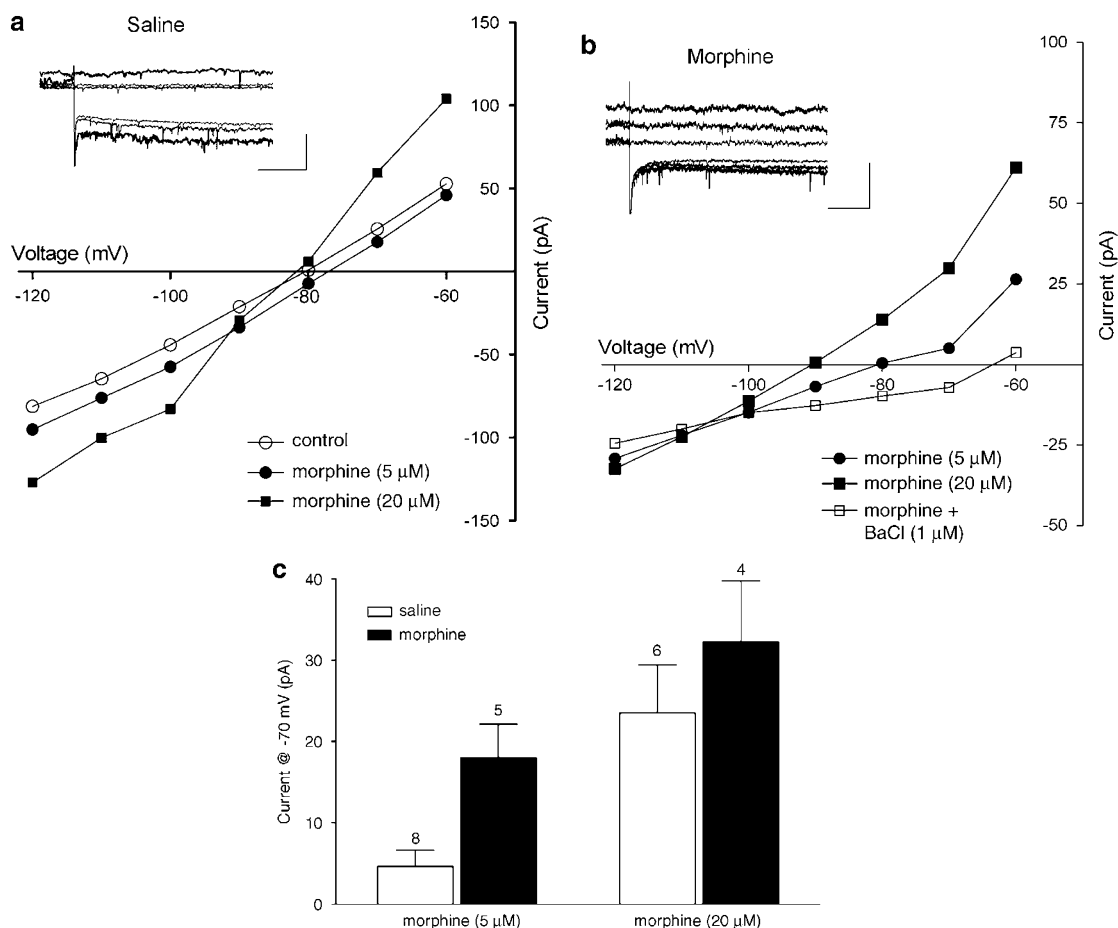 a
Saline
150
100
50
Voltage (mV)
Current (pA)
-120
-100
-80
-60
-50
-100
-150
control
morphine (5 μM)
morphine (20 μM)
b
Morphine
100
75
50
25
Voltage (mV)
Current (pA)
-120
-100
-80
-60
-25
-50
morphine (5 μM)
morphine (20 μM)
morphine +
BaCl (1 μM)
c
40
30
20
10
0
Current @ -70 mV (pA)
saline
morphine
8
5
6
4
morphine (5 μM)
morphine (20 μM)